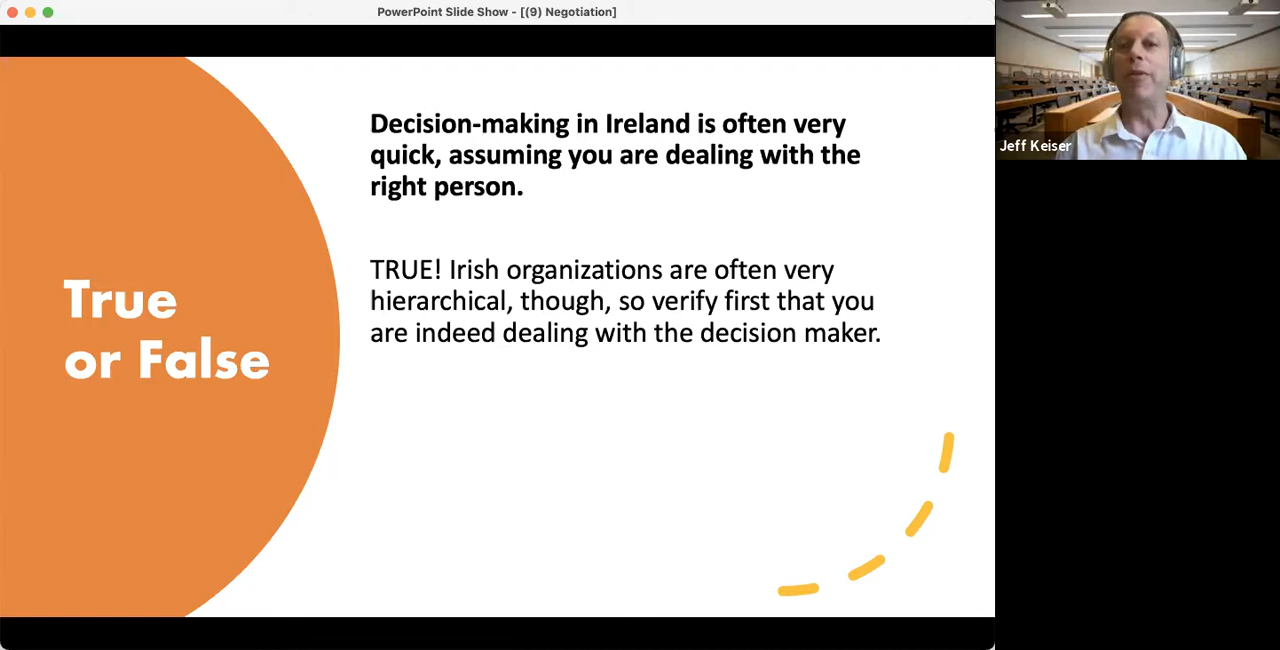 PowerPoint Slide Show - [(9) Negotiation]
Decision-making in Ireland is often very
quick, assuming you are dealing with the
right person.
TRUE! Irish organizations are often very
hierarchical, though, so verify first that you
are indeed dealing with the decision maker.
True
or False
Jeff Keiser